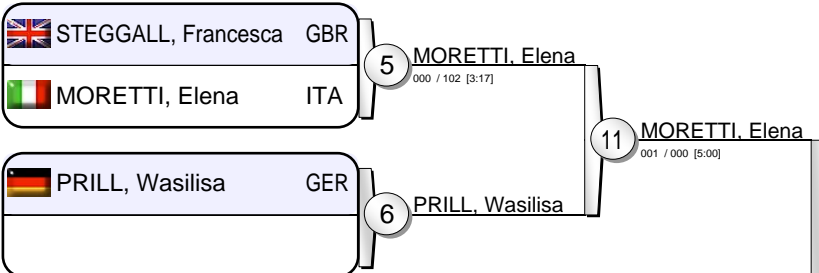 STEGGALL, Francesca GBR
MORETTI, Elena ITA
5
MORETTI, Elena
000 / 102 [3:17]
11
MORETTI, Elena
001 / 000 [5:00]
PRILL, Wasilisa GER
6
PRILL, Wasilisa